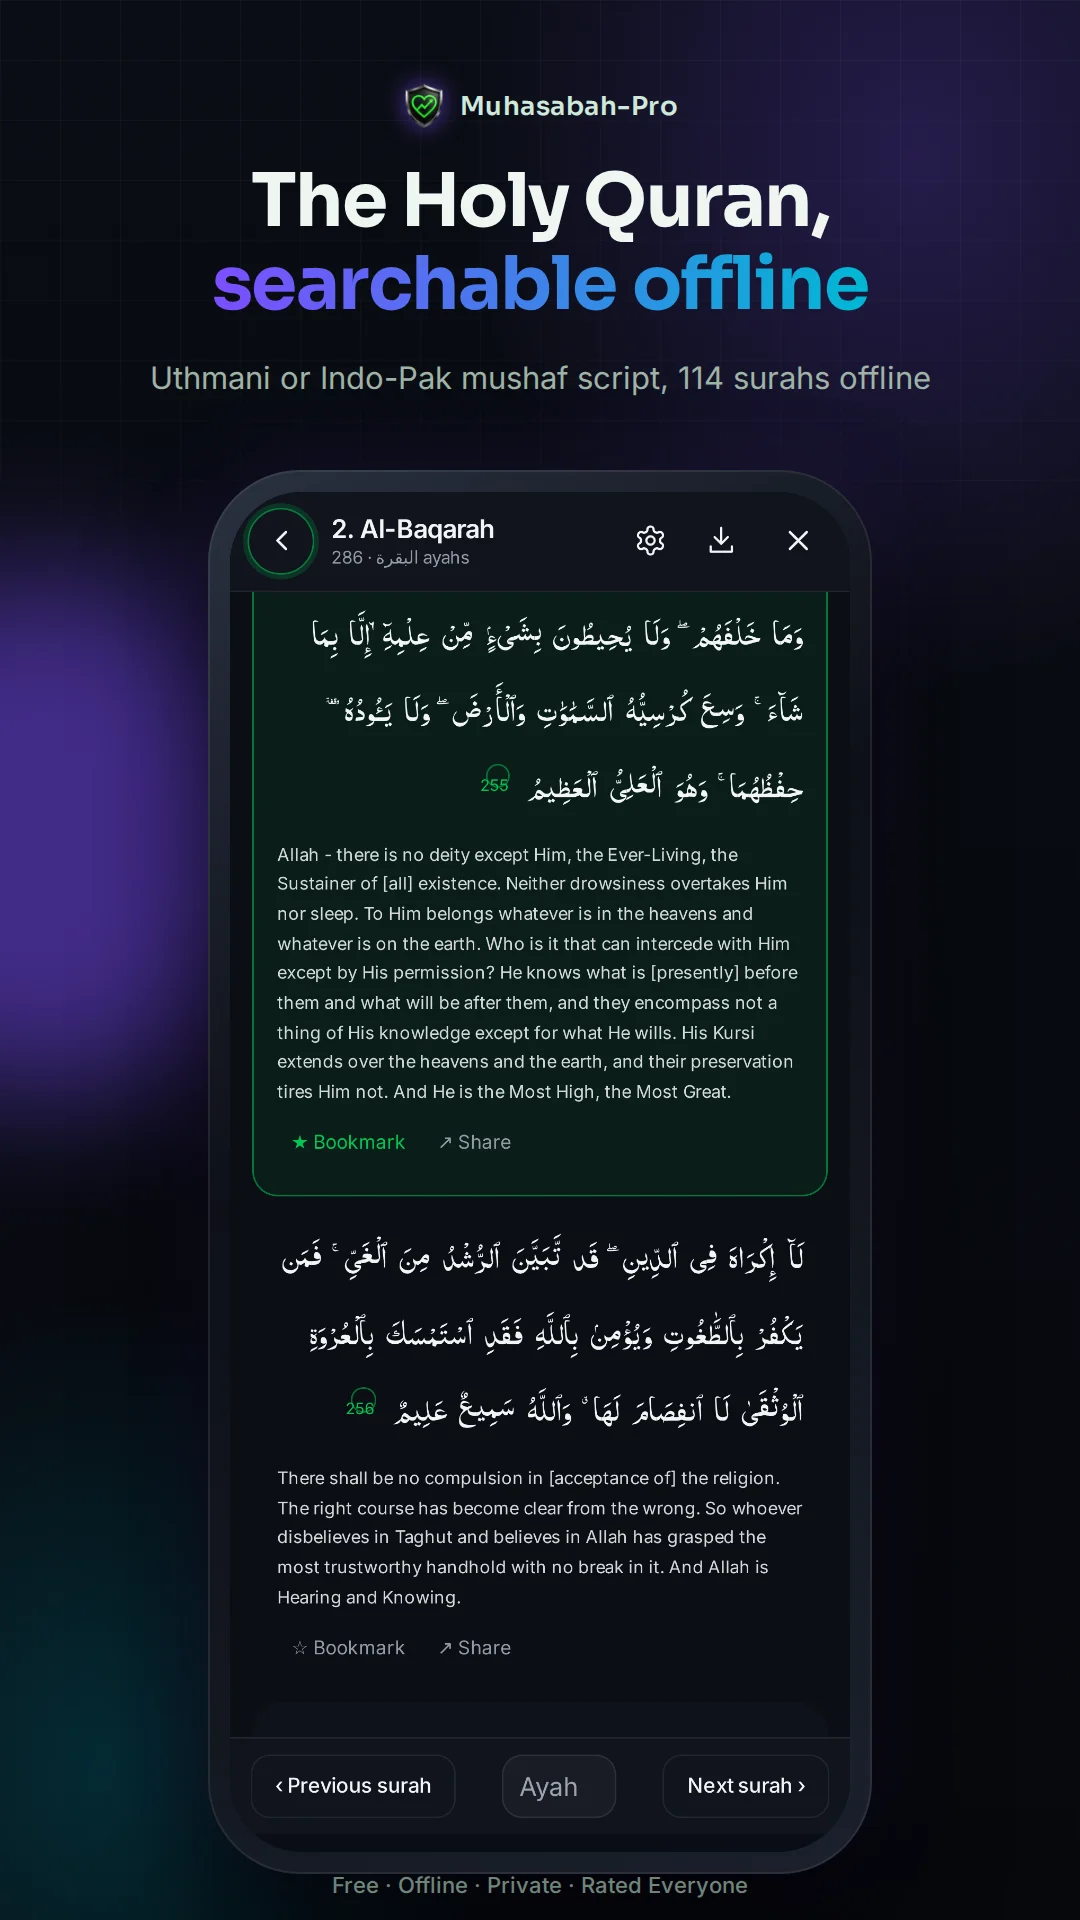 Muhasabah-Pro
The Holy Quran,
searchable offline
Uthmani or Indo-Pak mushaf script, 114 surahs offline
2. Al-Baqarah
286 · البقرة ayahs
وَمَا خَلْفَهُمْ ۖ وَلَا يُحِيطُونَ بِشَىْءٍ مِّنْ عِلْمِهِۦٓ إِلَّا بِمَا
شَآءَ ۚ وَسِعَ كُرْسِيُّهُ ٱلسَّمَٰوَٰتِ وَٱلْأَرْضَ ۖ وَلَا يَـُٔودُهُۥ
حِفْظُهُمَا ۚ وَهُوَ ٱلْعَلِىُّ ٱلْعَظِيمُ 255
Allah - there is no deity except Him, the Ever-Living, the
Sustainer of [all] existence. Neither drowsiness overtakes Him
nor sleep. To Him belongs whatever is in the heavens and
whatever is on the earth. Who is it that can intercede with Him
except by His permission? He knows what is [presently] before
them and what will be after them, and they encompass not a
thing of His knowledge except for what He wills. His Kursi
extends over the heavens and the earth, and their preservation
tires Him not. And He is the Most High, the Most Great.
★ Bookmark ↗ Share
لَآ إِكْرَاهَ فِى ٱلدِّينِ ۖ قَد تَّبَيَّنَ ٱلرُّشْدُ مِنَ ٱلْغَىِّ ۚ فَمَن
يَكْفُرْ بِٱلطَّٰغُوتِ وَيُؤْمِنۢ بِٱللَّهِ فَقَدِ ٱسْتَمْسَكَ بِٱلْعُرْوَةِ
ٱلْوُثْقَىٰ لَا ٱنفِصَامَ لَهَا ۗ وَٱللَّهُ سَمِيعٌ عَلِيمٌ 256
There shall be no compulsion in [acceptance of] the religion.
The right course has become clear from the wrong. So whoever
disbelieves in Taghut and believes in Allah has grasped the
most trustworthy handhold with no break in it. And Allah is
Hearing and Knowing.
☆ Bookmark ↗ Share
‹ Previous surah Ayah Next surah ›
Free · Offline · Private · Rated Everyone